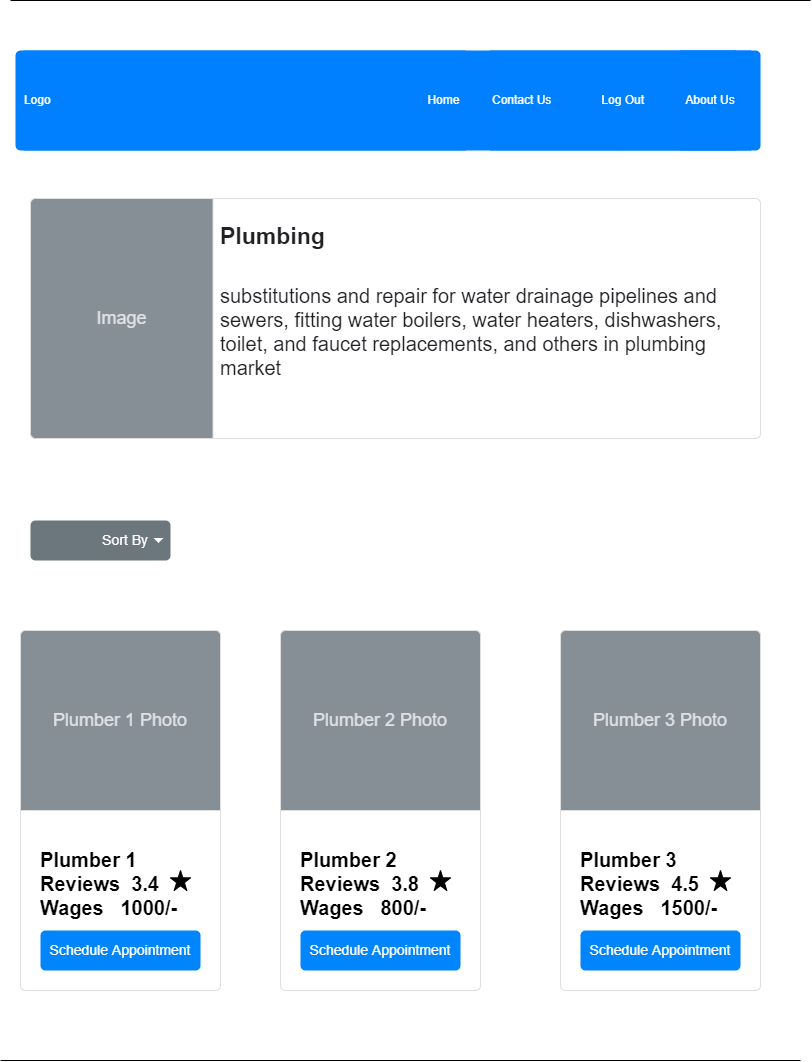 Logo Home Contact Us Log Out About Us
Plumbing
Image
substitutions and repair for water drainage pipelines and
sewers, fitting water boilers, water heaters, dishwashers,
toilet, and faucet replacements, and others in plumbing
market
Sort By
Plumber 1 Photo
Plumber 1
Reviews 3.4 ★
Wages 1000/-
Schedule Appointment
Plumber 2 Photo
Plumber 2
Reviews 3.8 ★
Wages 800/-
Schedule Appointment
Plumber 3 Photo
Plumber 3
Reviews 4.5 ★
Wages 1500/-
Schedule Appointment